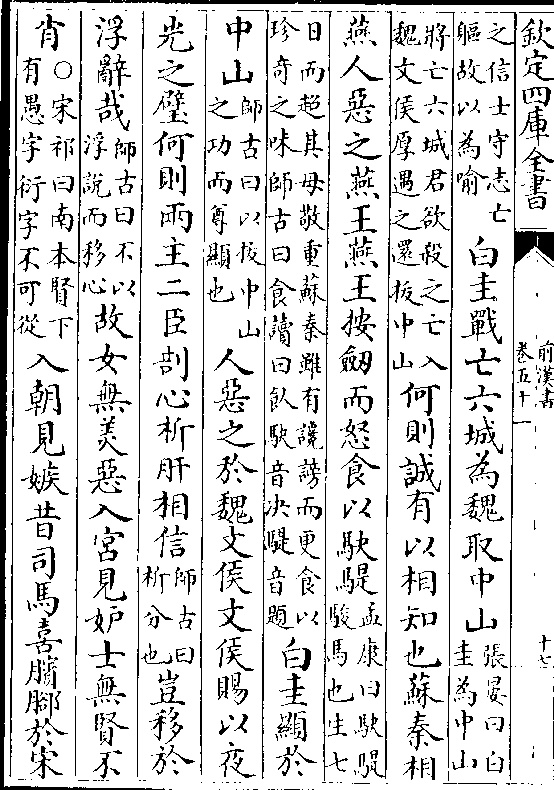 欽定四庫全書
前漢書
卷五十一
十七
之信士守志亡
軀故以為喻
白圭戰亡六城為魏取中山
張晏曰白
圭為中山
將亡六城君欲殺之亡入
魏文侯厚遇之還拔中山
何則誠有以相知也蘇秦相
燕人惡之燕王燕王按劒而怒食以駃騠
孟康曰駃騠
駿馬也生七
日而超其母敬重蘇秦雖有讒謗而更食以
珍奇之味師古曰食讀曰飤駃音决騠音題
白圭顯於
中山
師古曰以拔中山
之功而尊顯也
人惡之於魏文侯文侯賜以夜
光之璧何則兩主二臣剖心析肝相信
師古曰
析分也
豈移於
浮辭哉
師古曰不以
浮說而移心
故女無美惡入宮見妒士無賢不
肖
○宋祁曰南本賢下
有愚字衍字不可從
入朝見嫉昔司馬喜臏腳於宋